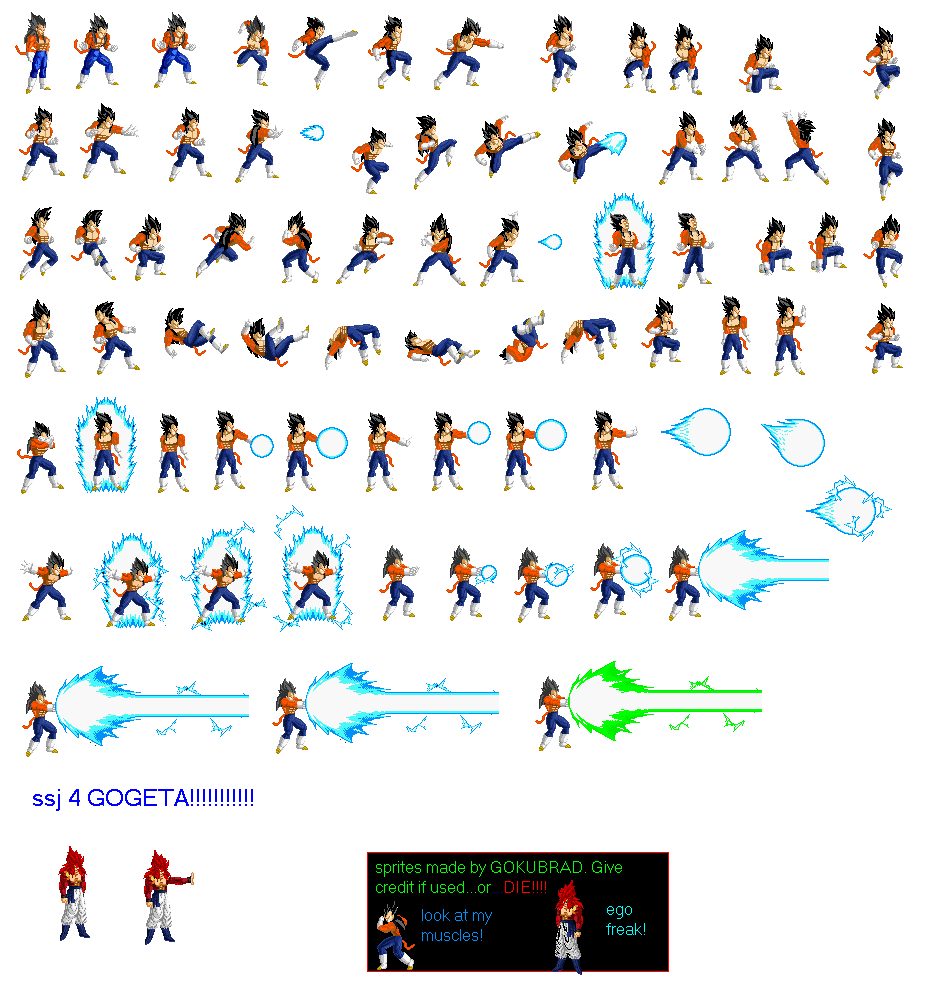 ssj 4 GOGETA!!!!!!!!!!!
sprites made by GOKUBRAD. Give
credit if used...or DIE!!!!
look at my
muscles!
ego
freak!